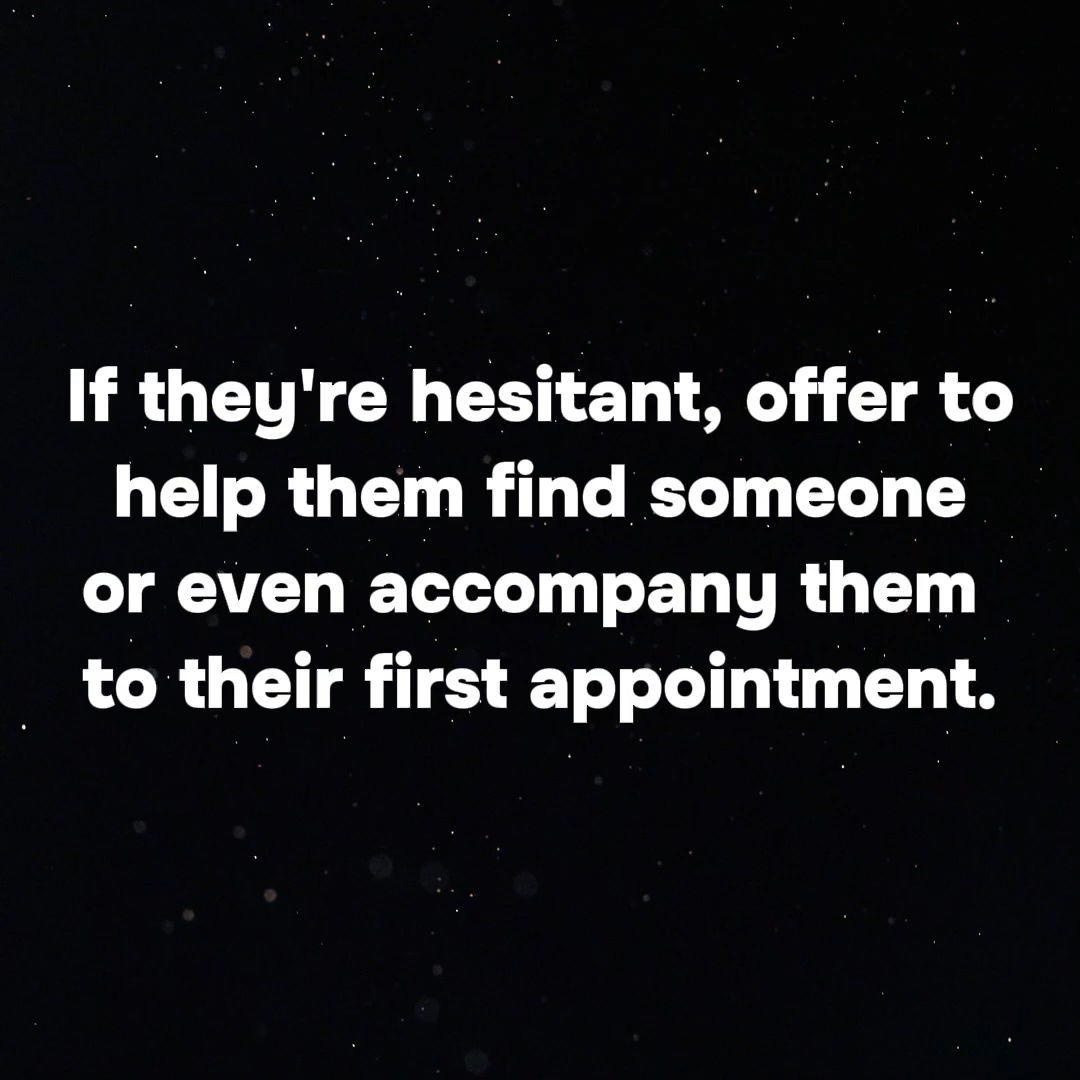 If they're hesitant, offer to
help them find someone
or even accompany them
to their first appointment.